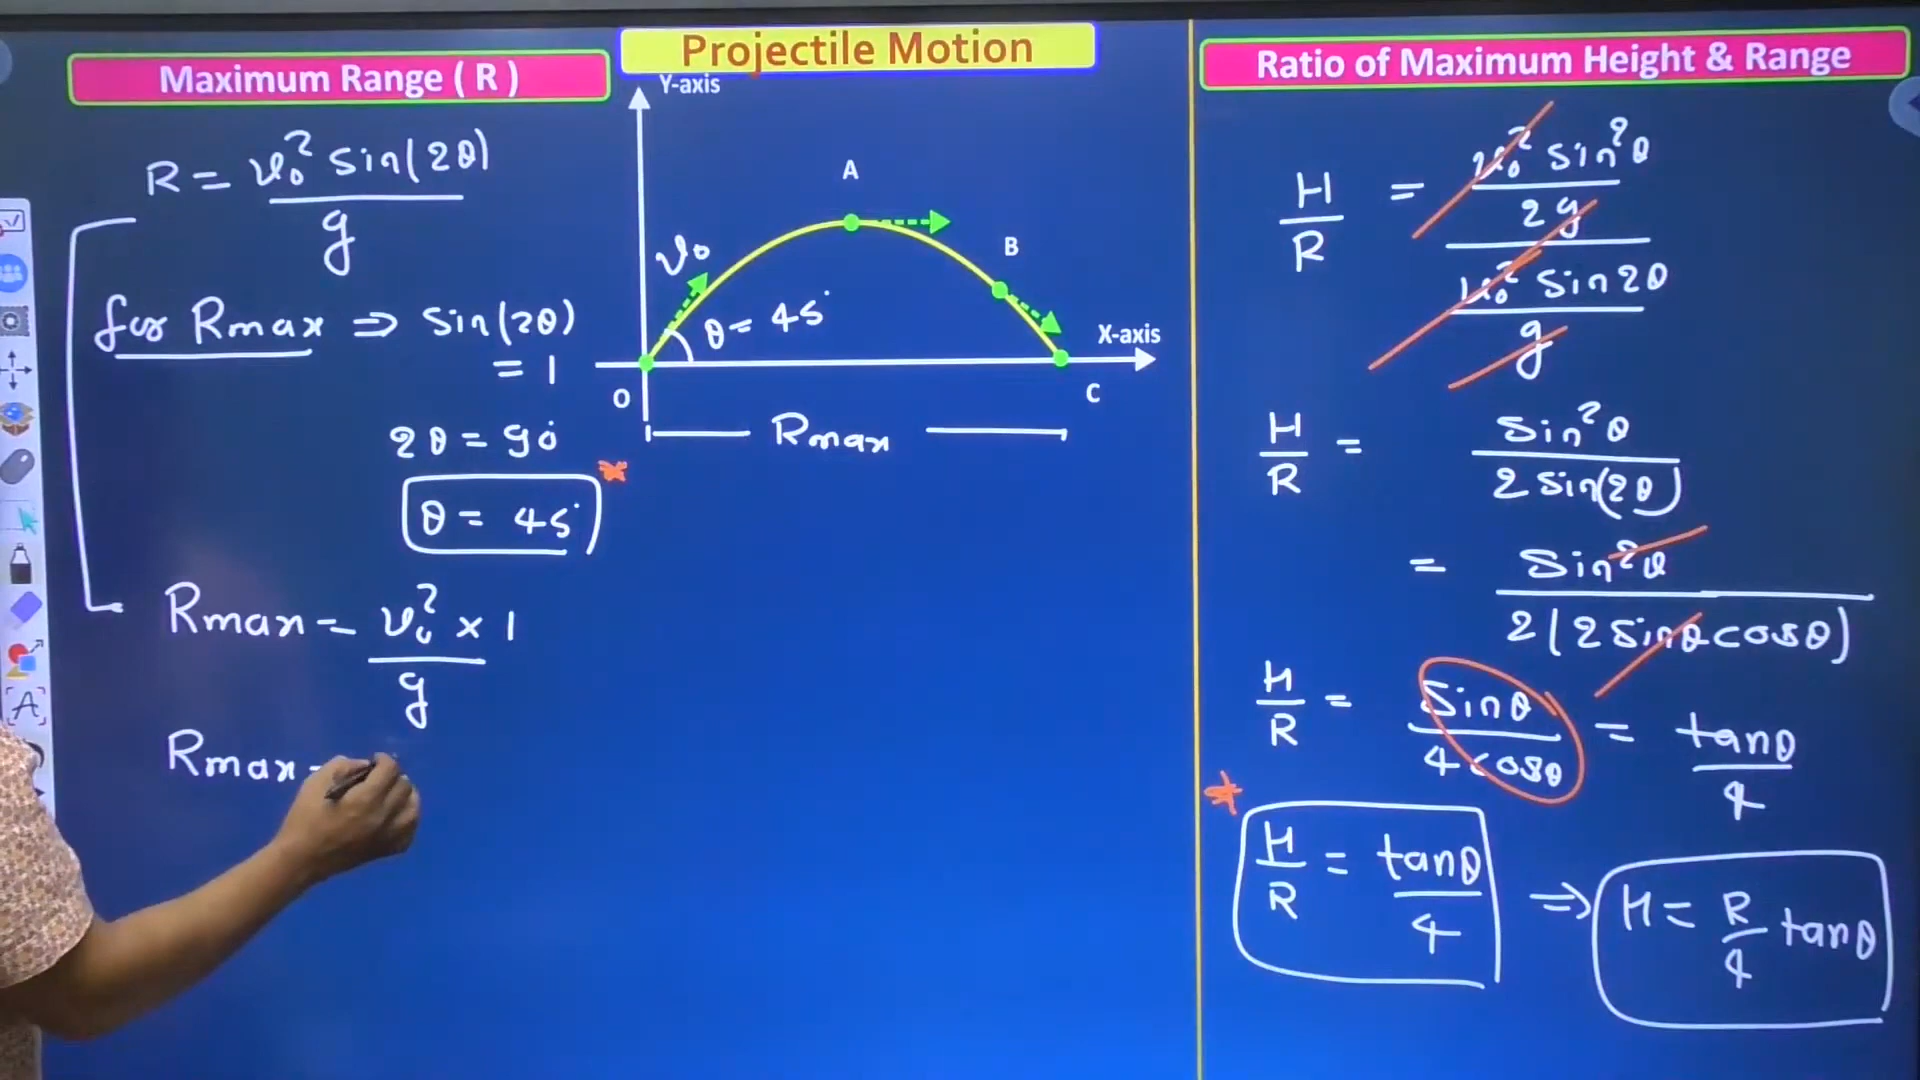 Projectile Motion
Maximum Range ( R )
R = v₀² sin(2θ) / g
for Rmax ⇒ sin(2θ)
= 1
2θ = 90°
θ = 45°
Rmax = v₀² × 1 / g
Rmax =
Y-axis
A
B
v₀
θ = 45°
X-axis
O
C
Rmax
Ratio of Maximum Height & Range
H/R = (v₀² sin²θ / 2g) / (v₀² sin2θ / g)
H/R = sin²θ / 2 sin(2θ)
= sin²θ / 2(2 sinθ cosθ)
H/R = sinθ / 4 cosθ = tanθ / 4
H/R = tanθ / 4 ⇒ H = R/4 tanθ